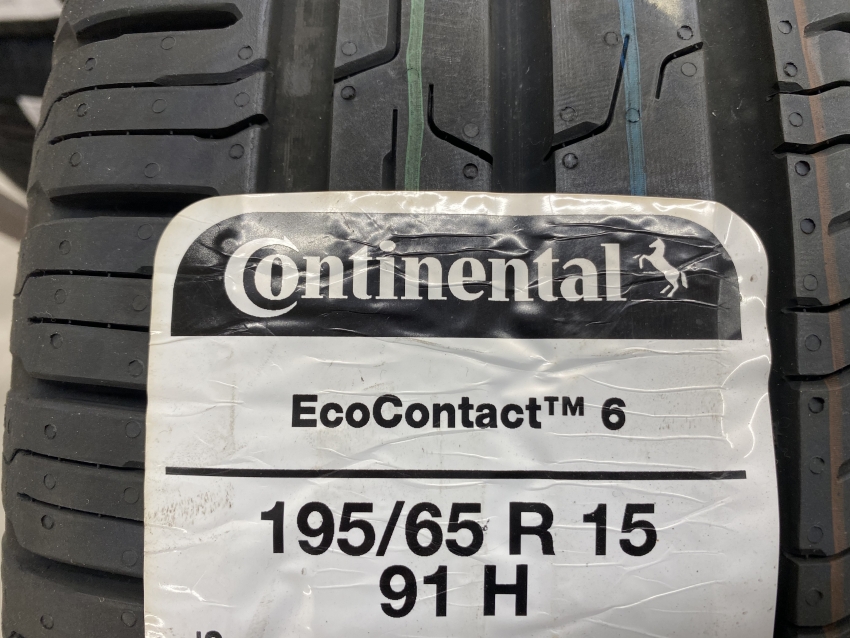 Continental
EcoContact™ 6
195/65 R 15
91 H